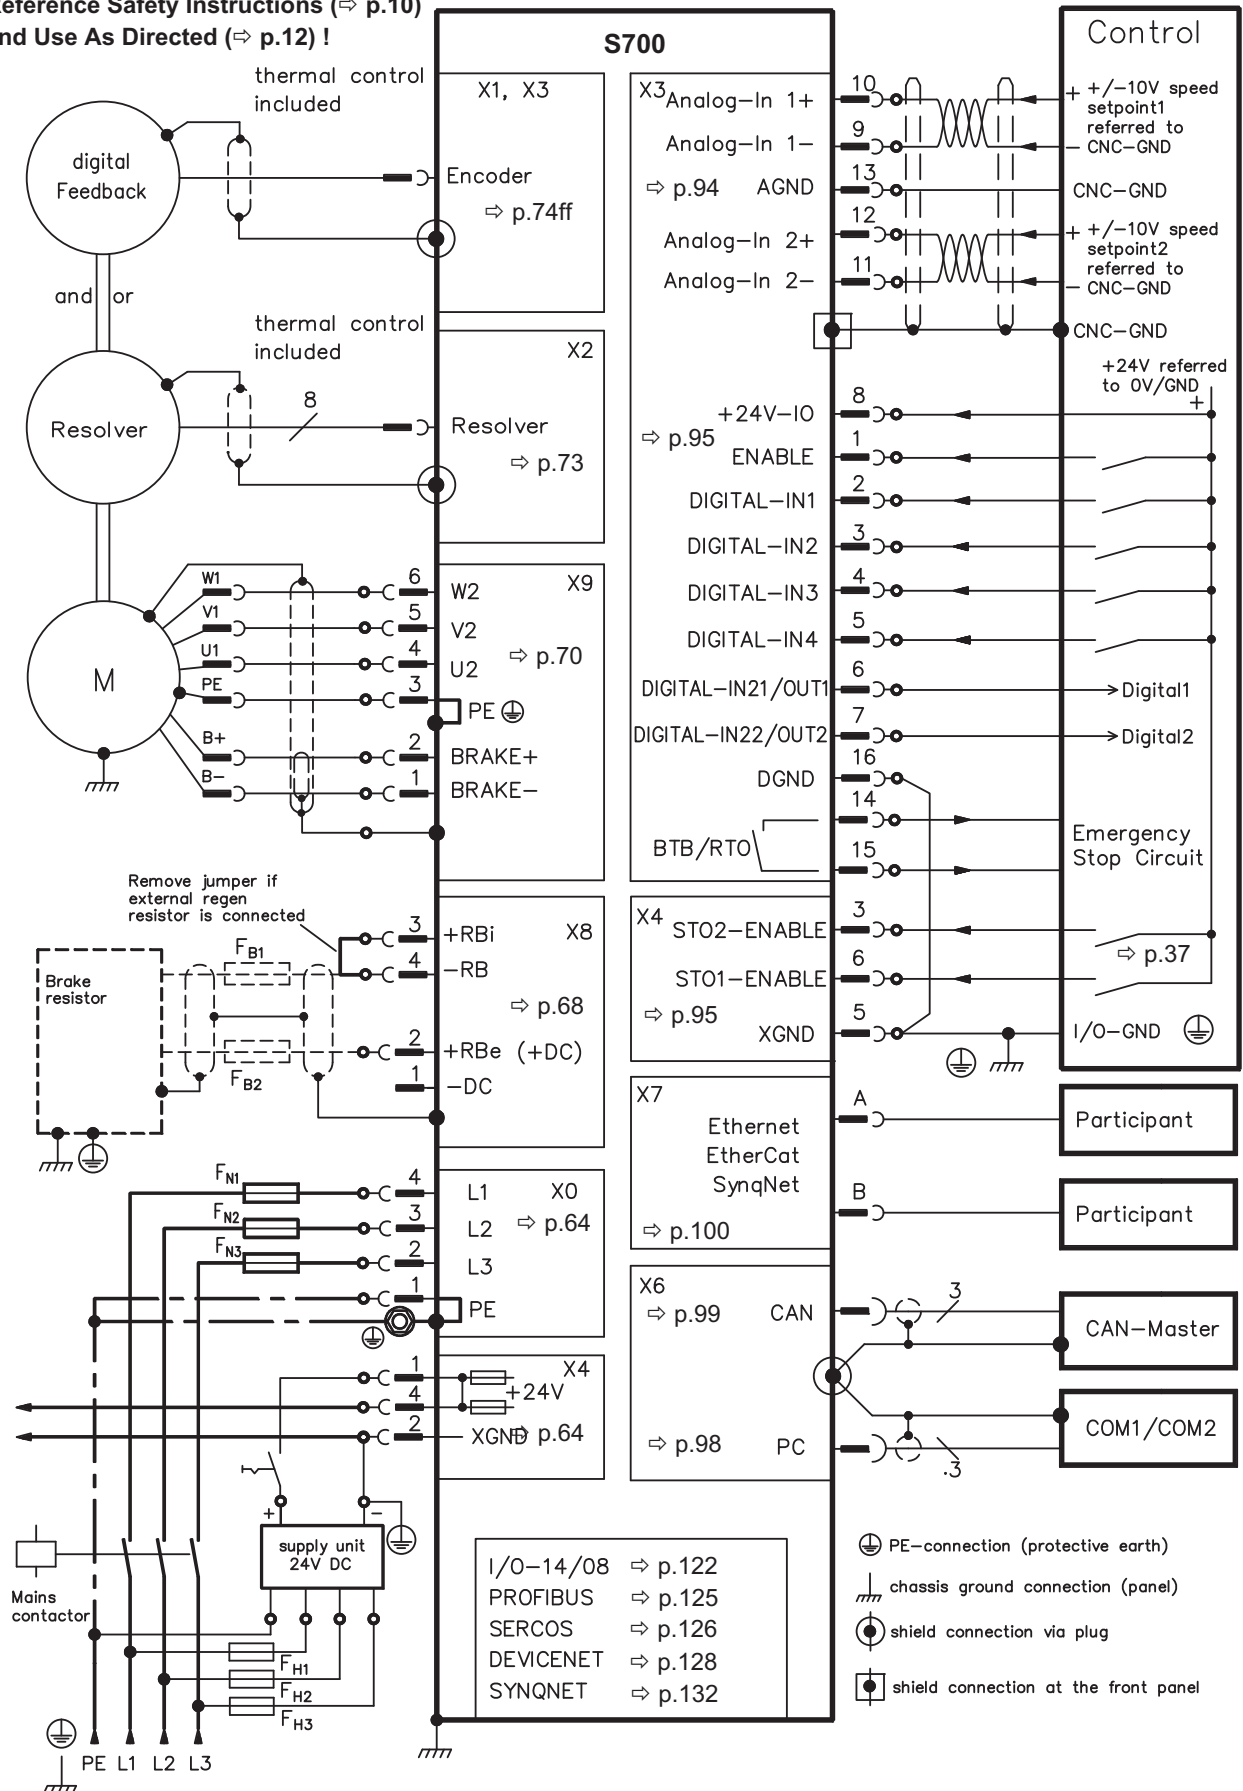 Reference Safety Instructions (⇨ p.10)
nd Use As Directed (⇨ p.12) !
S700
Control
thermal control
included
X1, X3
digital
Feedback
Encoder
⇨ p.74ff
and or
thermal control
included
X2
Resolver
8
Resolver
⇨ p.73
X9
W1
6
W2
V1
5
V2
U1
4
U2
⇨ p.70
M
PE
3
PE
B+
2
BRAKE+
B-
1
BRAKE-
Remove jumper if
external regen
resistor is connected
X8
3
+RBi
FB1
4
-RB
Brake
resistor
⇨ p.68
2
+RBe (+DC)
FB2
1
-DC
FN1
4
L1
X0
FN2
3
L2
⇨ p.64
FN3
2
L3
1
PE
X4
1
+24V
4
2
XGND
⇨ p.64
+
-
supply unit
24V DC
Mains
contactor
FH1
FH2
FH3
PE L1 L2 L3
X3
Analog-In 1+
10
+ +/-10V speed
setpoint1
referred to
- CNC-GND
Analog-In 1-
9
⇨ p.94
AGND
13
CNC-GND
Analog-In 2+
12
+ +/-10V speed
setpoint2
referred to
- CNC-GND
Analog-In 2-
11
CNC-GND
+24V referred
to 0V/GND
+
+24V-IO
8
⇨ p.95
ENABLE
1
DIGITAL-IN1
2
DIGITAL-IN2
3
DIGITAL-IN3
4
DIGITAL-IN4
5
DIGITAL-IN21/OUT1
6
Digital1
DIGITAL-IN22/OUT2
7
Digital2
DGND
16
14
BTB/RTO
15
Emergency
Stop Circuit
X4
STO2-ENABLE
3
⇨ p.37
STO1-ENABLE
6
⇨ p.95
XGND
5
I/O-GND
X7
Ethernet
EtherCat
SynqNet
A
Participant
B
Participant
⇨ p.100
X6
⇨ p.99
CAN
3
CAN-Master
⇨ p.98
PC
.3
COM1/COM2
I/O-14/08 ⇨ p.122
PROFIBUS ⇨ p.125
SERCOS ⇨ p.126
DEVICENET ⇨ p.128
SYNQNET ⇨ p.132
PE-connection (protective earth)
chassis ground connection (panel)
shield connection via plug
shield connection at the front panel